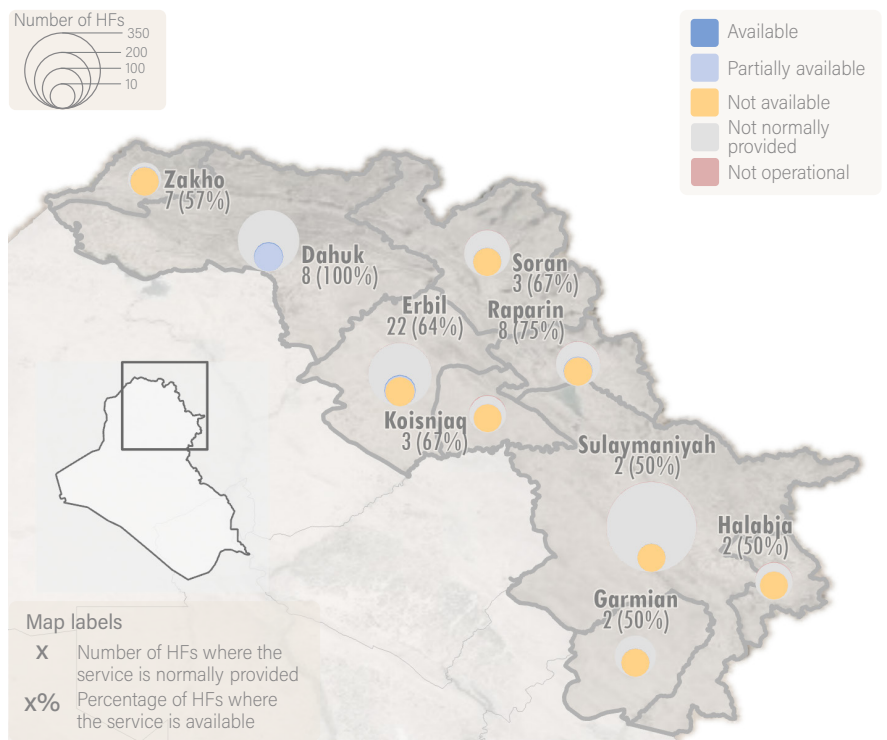 Number of HFs
350
200
100
10
Available
Partially available
Not available
Not normally
provided
Not operational
Zakho
7 (57%)
Dahuk
8 (100%)
Soran
3 (67%)
Erbil
22 (64%)
Raparin
8 (75%)
Koisnjaq
3 (67%)
Sulaymaniyah
2 (50%)
Halabja
2 (50%)
Garmian
2 (50%)
Map labels
X Number of HFs where the
service is normally provided
x% Percentage of HFs where
the service is available